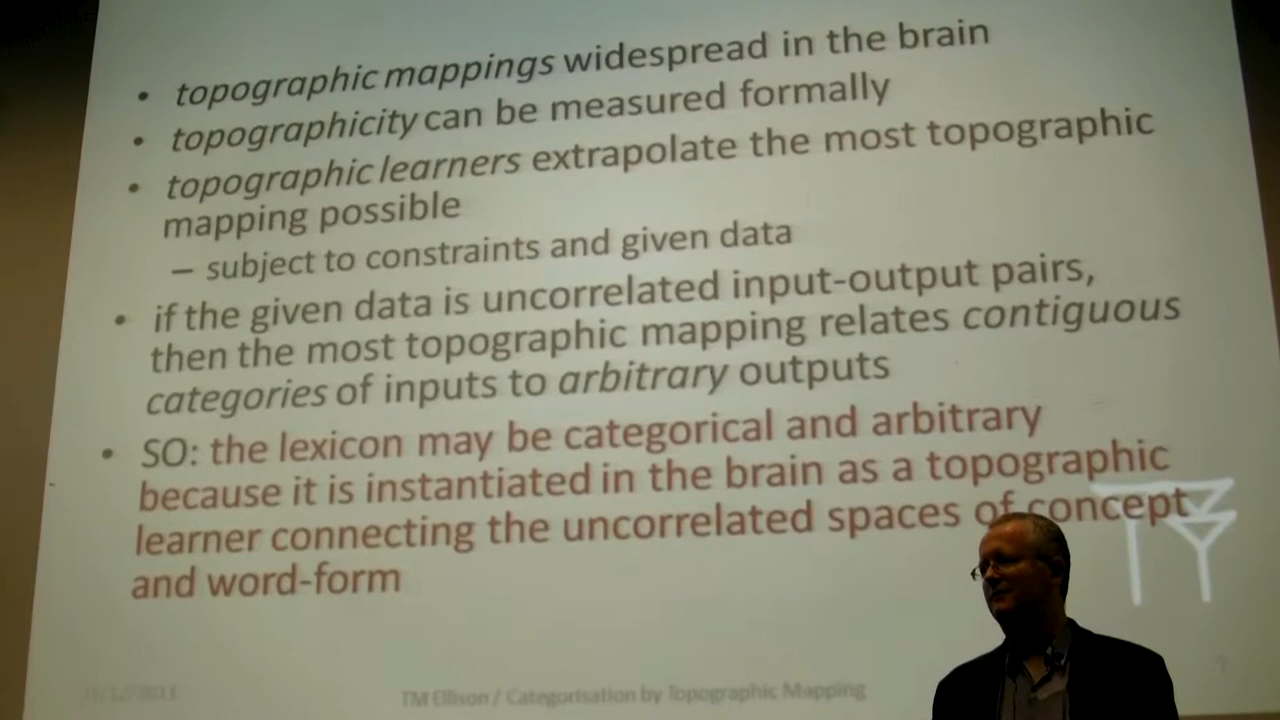 • topographic mappings widespread in the brain
• topographicity can be measured formally
• topographic learners extrapolate the most topographic
mapping possible
– subject to constraints and given data
• if the given data is uncorrelated input-output pairs,
then the most topographic mapping relates contiguous
categories of inputs to arbitrary outputs
• SO: the lexicon may be categorical and arbitrary
because it is instantiated in the brain as a topographic
learner connecting the uncorrelated spaces of concept
and word-form
TM Ellison / Categorisation by Topographic Mapping